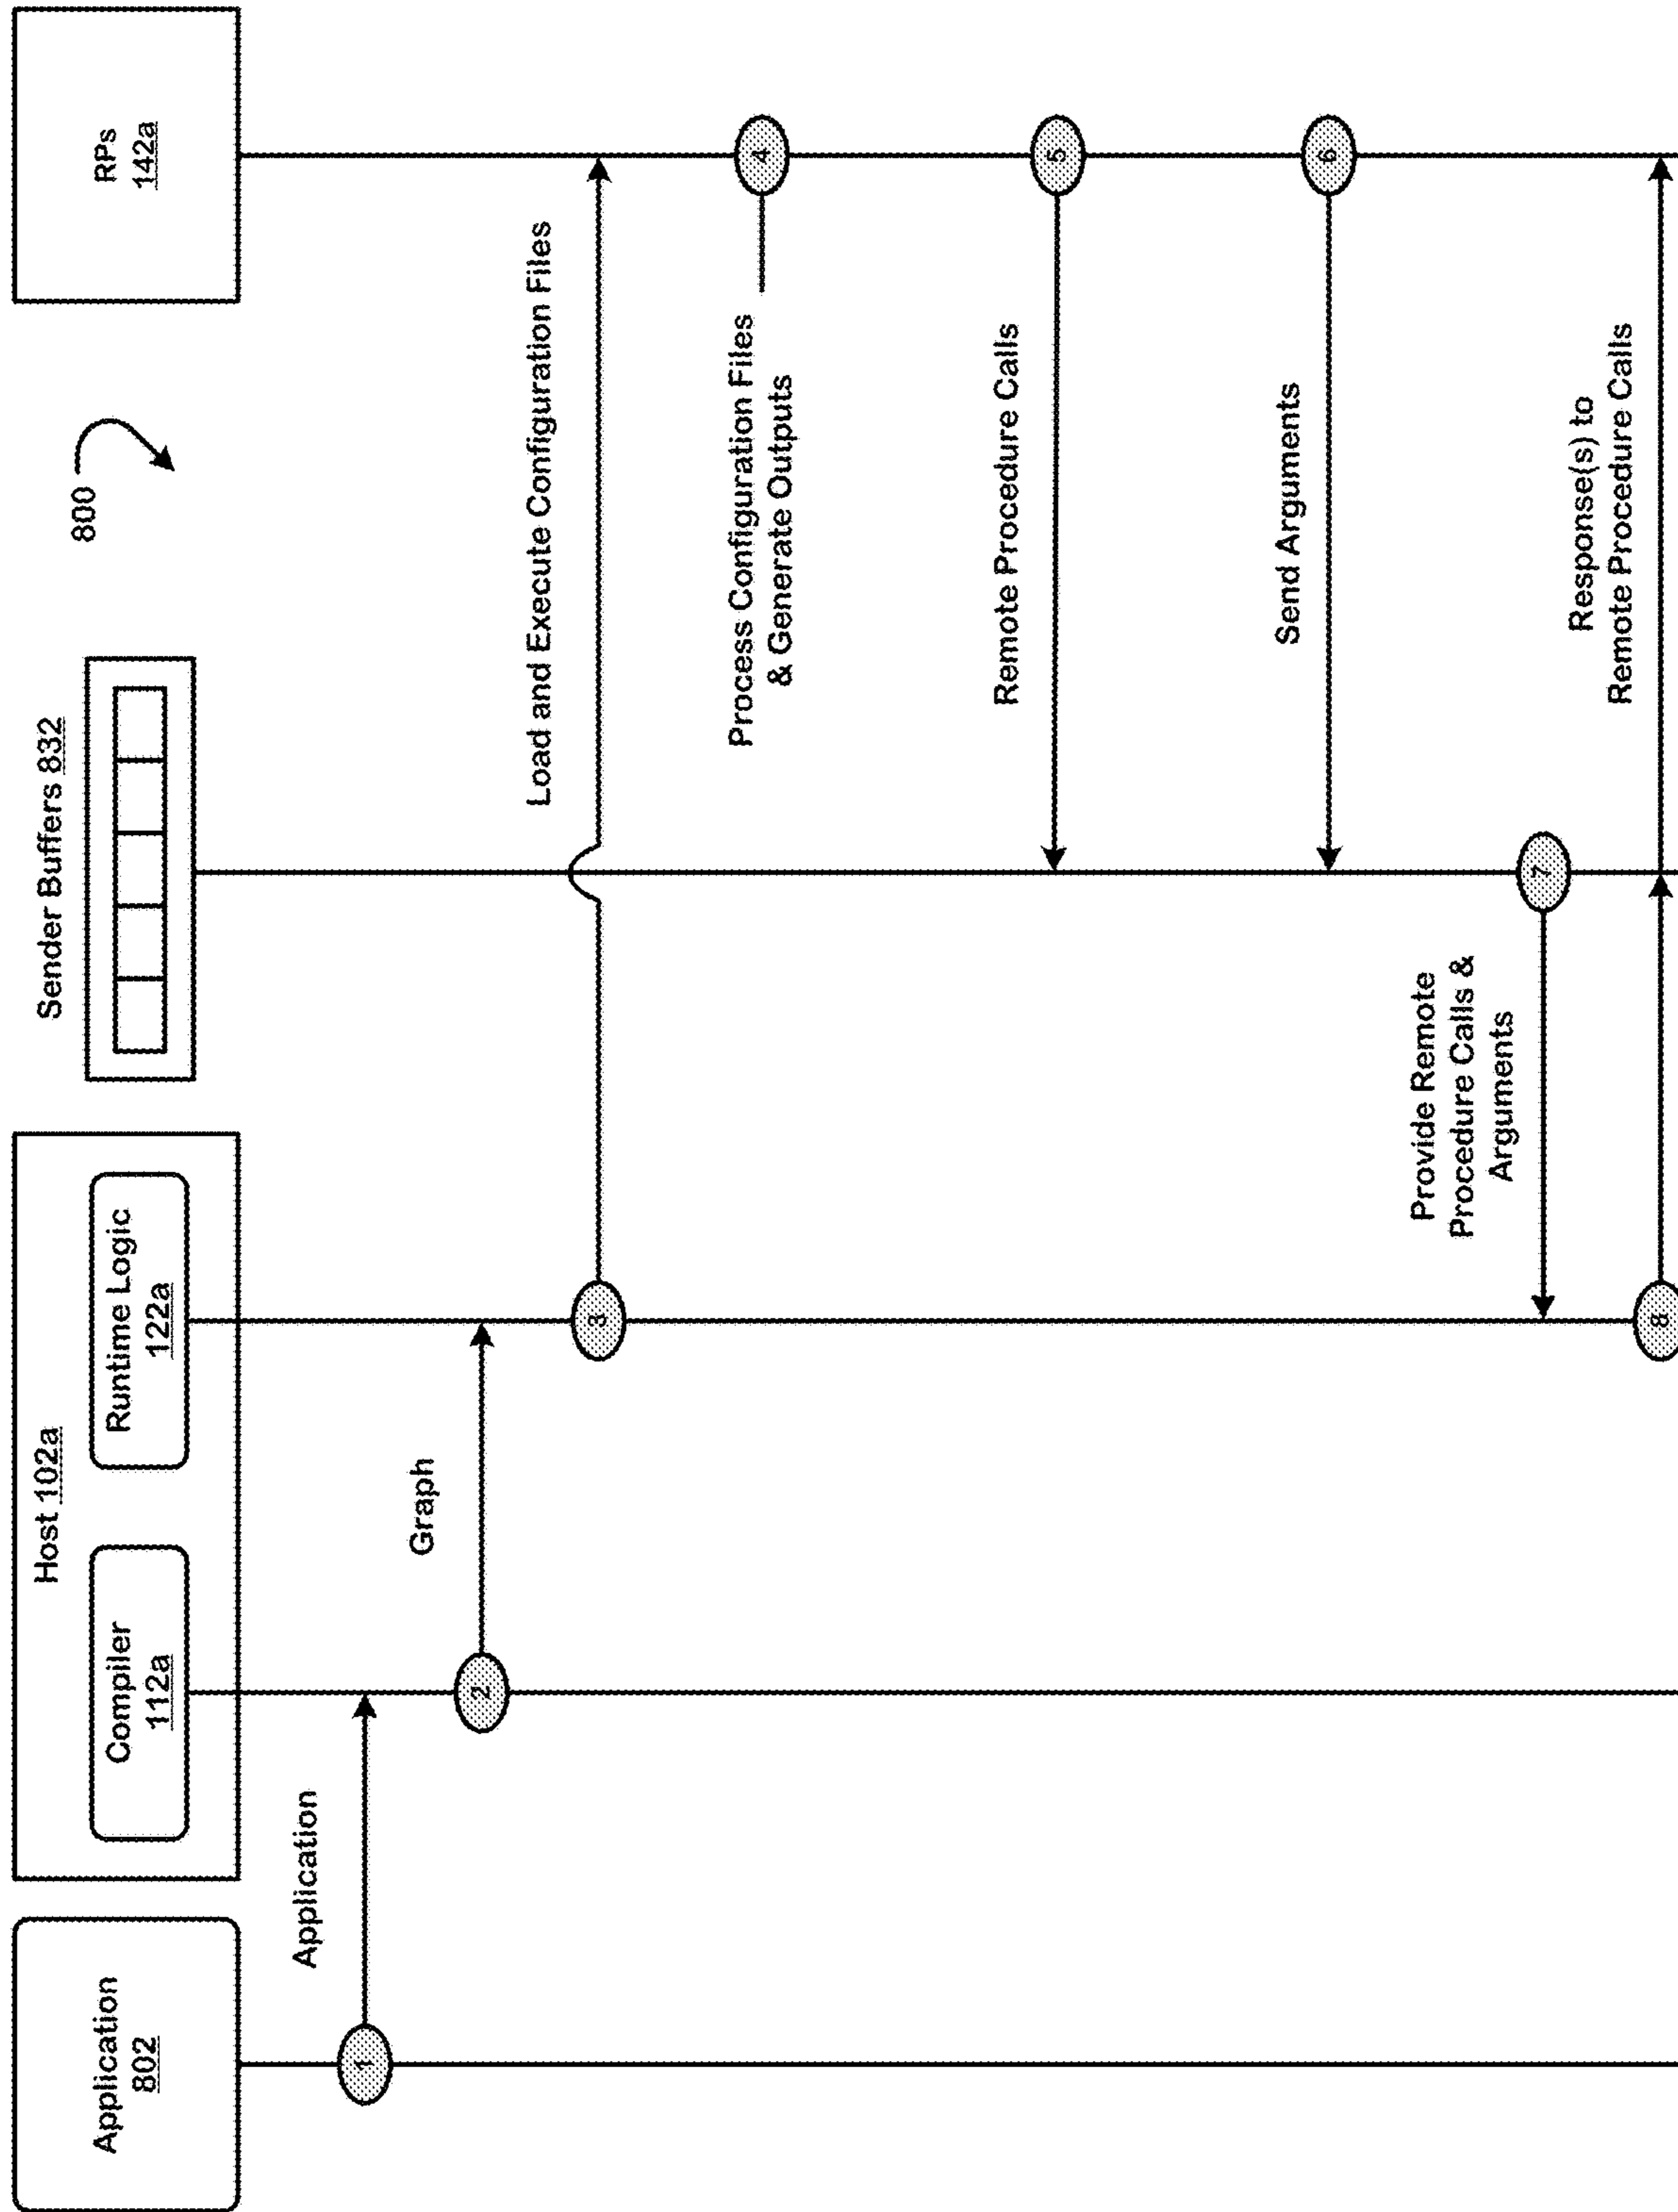 Application
802
Host 102a
Compiler
112a
Runtime Logic
122a
Sender Buffers 832
800
RPs
142a
Application
1
Graph
2
Load and Execute Configuration Files
3
4
Process Configuration Files
& Generate Outputs
Remote Procedure Calls
5
Send Arguments
6
Provide Remote
Procedure Calls &
Arguments
7
Response(s) to
Remote Procedure Calls
8